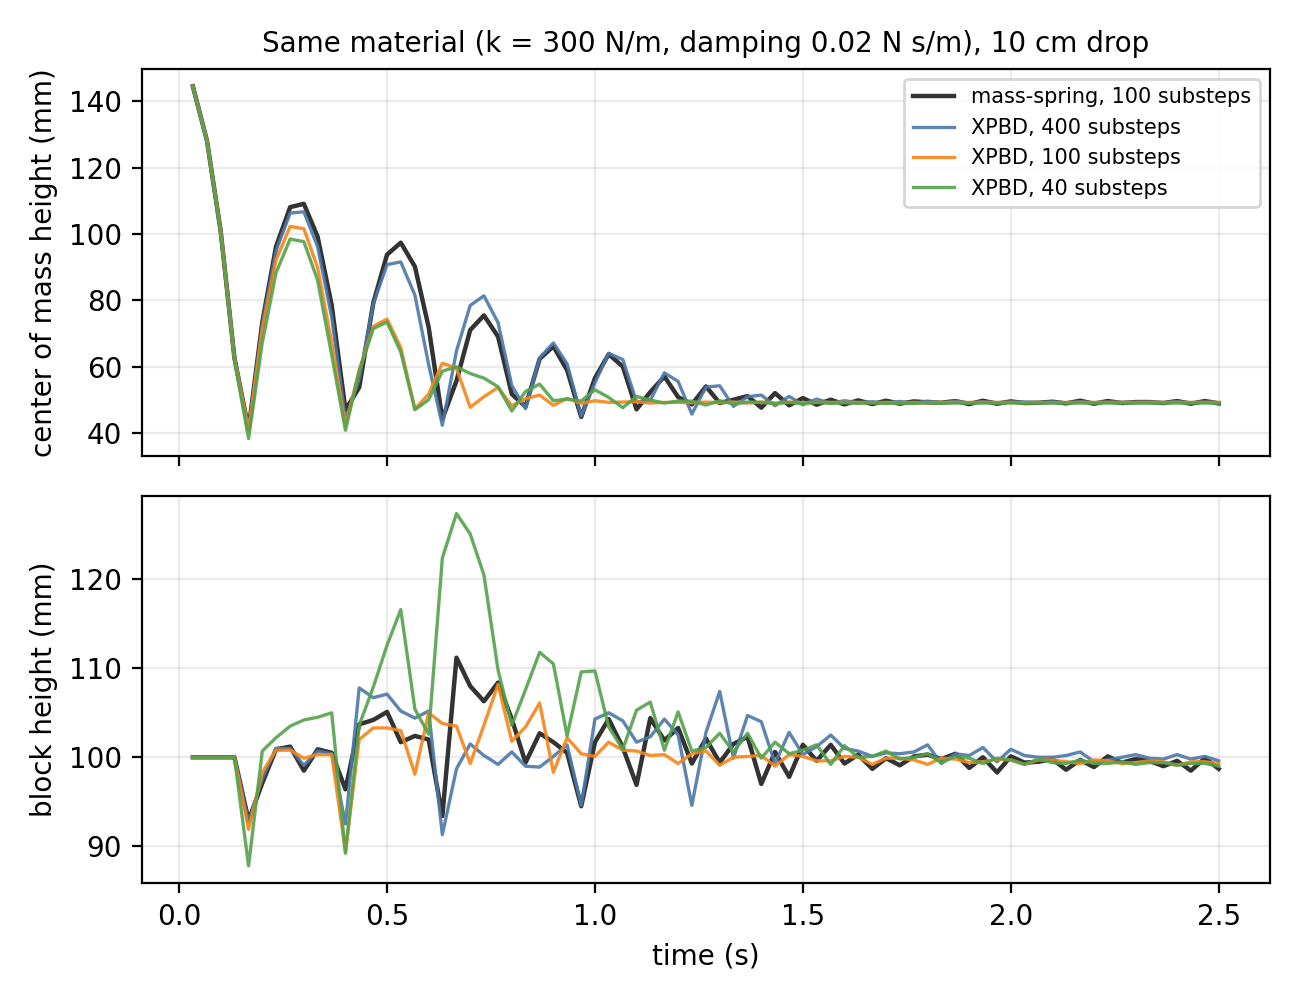 Same material (k = 300 N/m, damping 0.02 N s/m), 10 cm drop
center of mass height (mm)
140
120
100
80
60
40
mass-spring, 100 substeps
XPBD, 400 substeps
XPBD, 100 substeps
XPBD, 40 substeps
block height (mm)
120
110
100
90
0.0 0.5 1.0 1.5 2.0 2.5
time (s)